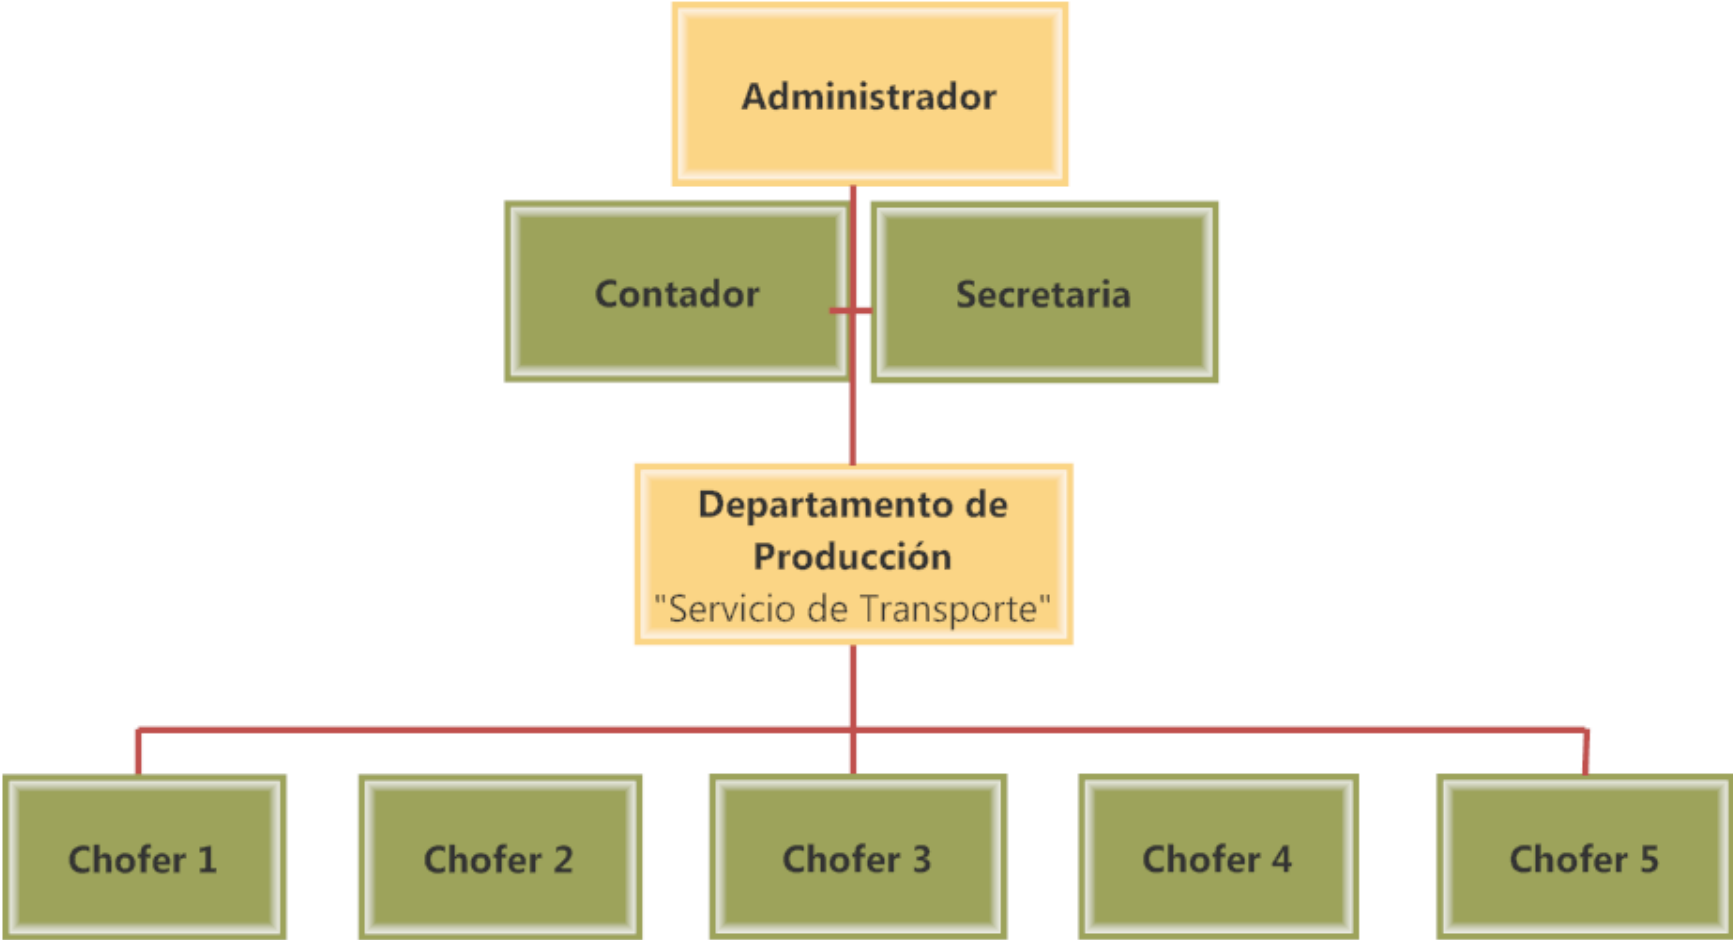 Administrador
Contador
Secretaria
Departamento de
Producción
"Servicio de Transporte"
Chofer 1
Chofer 2
Chofer 3
Chofer 4
Chofer 5